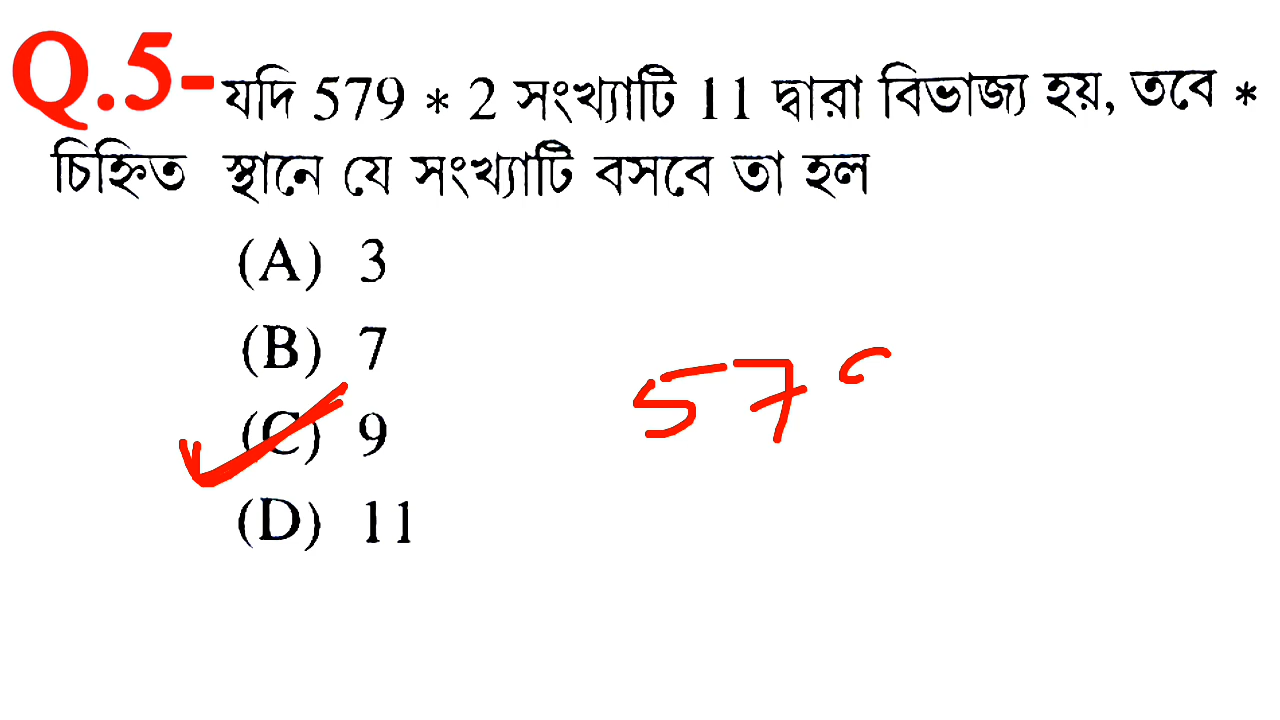 Q.5- যদি 579 * 2 সংখ্যাটি 11 দ্বারা বিভাজ্য হয়, তবে *
চিহ্নিত স্থানে যে সংখ্যাটি বসবে তা হল
(A) 3
(B) 7
(C) 9
(D) 11
57